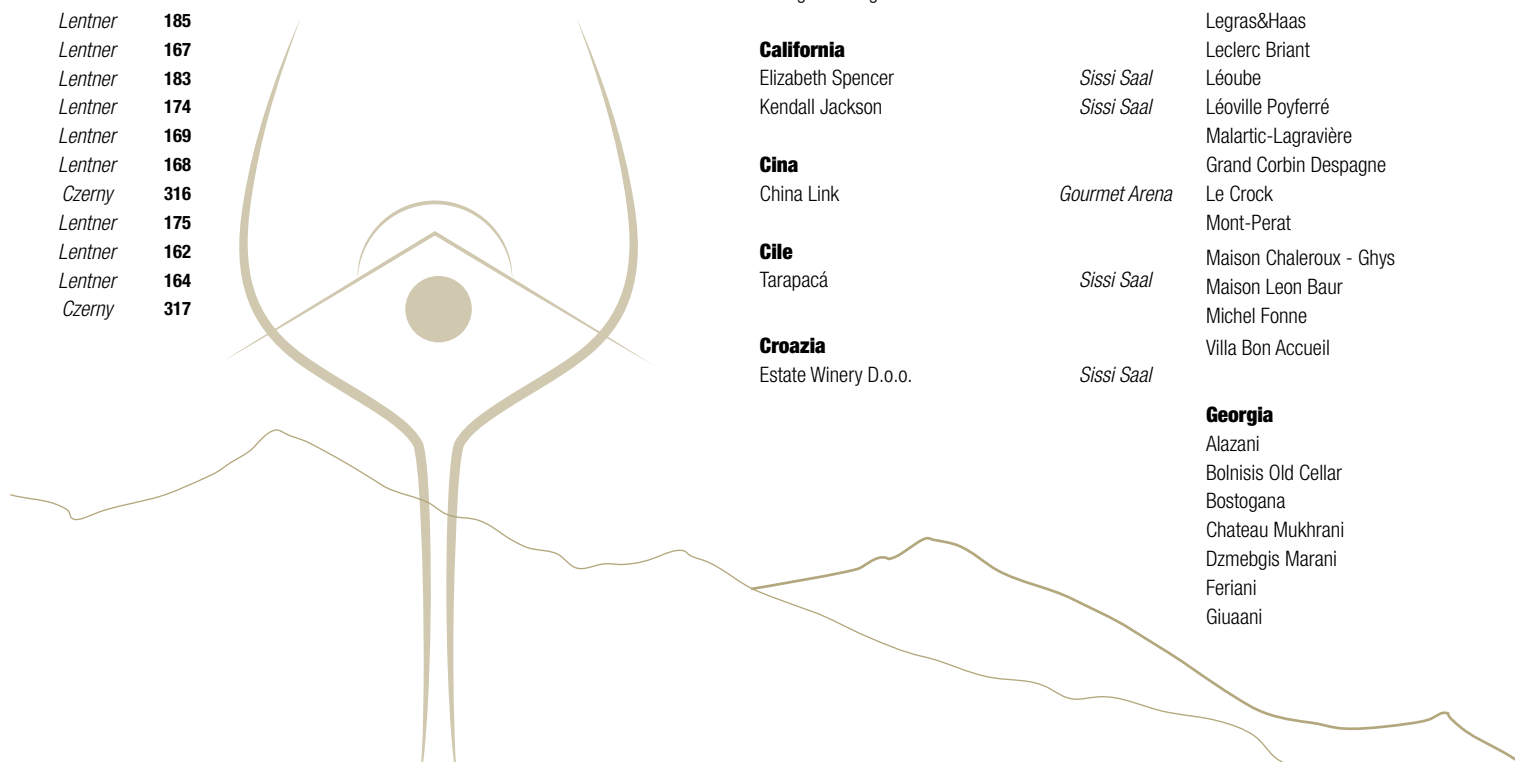 Lentner 185
Lentner 167
Lentner 183
Lentner 174
Lentner 169
Lentner 168
Czerny 316
Lentner 175
Lentner 162
Lentner 164
Czerny 317
California
Elizabeth Spencer Sissi Saal
Kendall Jackson Sissi Saal
Cina
China Link Gourmet Arena
Cile
Tarapacá Sissi Saal
Croazia
Estate Winery D.o.o. Sissi Saal
Legras&Haas
Leclerc Briant
Léoube
Léoville Poyferré
Malartic-Lagravière
Grand Corbin Despagne
Le Crock
Mont-Perat
Maison Chaleroux - Ghys
Maison Leon Baur
Michel Fonne
Villa Bon Accueil
Georgia
Alazani
Bolnisis Old Cellar
Bostogana
Chateau Mukhrani
Dzmebgis Marani
Feriani
Giuaani